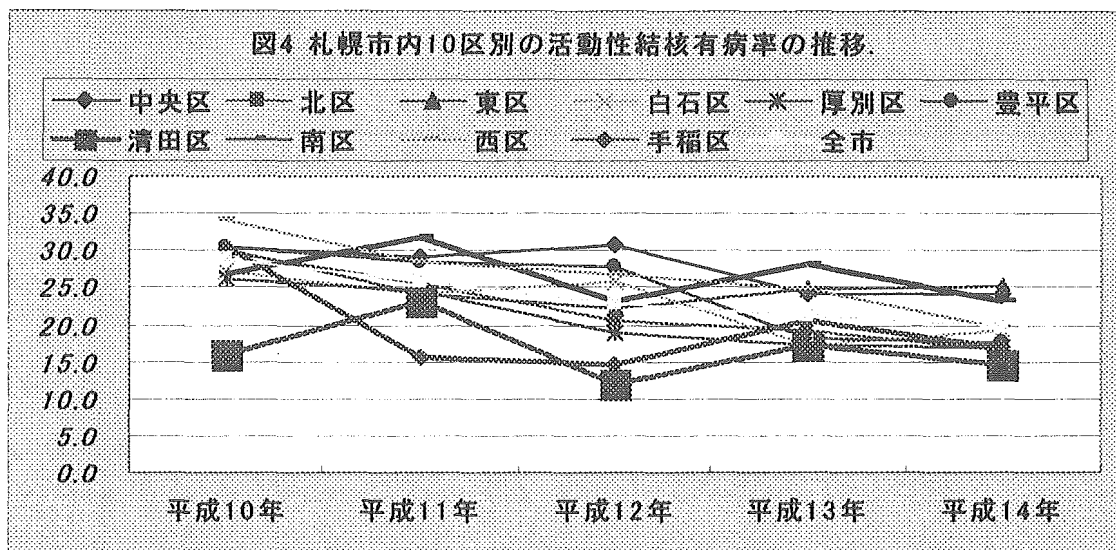 図4 札幌市内10区別の活動性結核有病率の推移.
中央区 北区 東区 白石区 厚別区 豊平区
清田区 南区 西区 手稲区 全市
40.0
35.0
30.0
25.0
20.0
15.0
10.0
5.0
0.0
平成10年 平成11年 平成12年 平成13年 平成14年